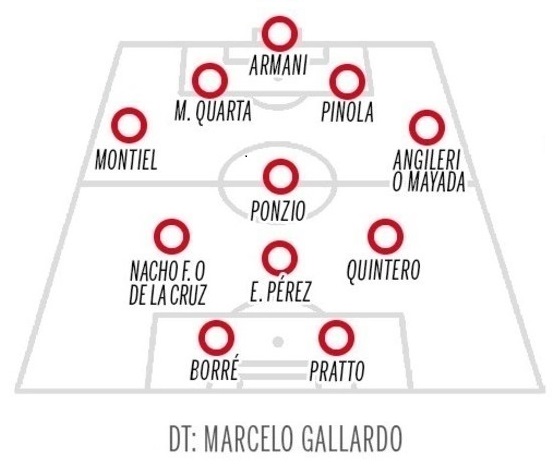 ARMANI
M. QUARTA
PINOLA
MONTIEL
ANGILERI
O MAYADA
PONZIO
NACHO F. O
DE LA CRUZ
E. PÉREZ
QUINTERO
BORRÉ
PRATTO
DT: MARCELO GALLARDO